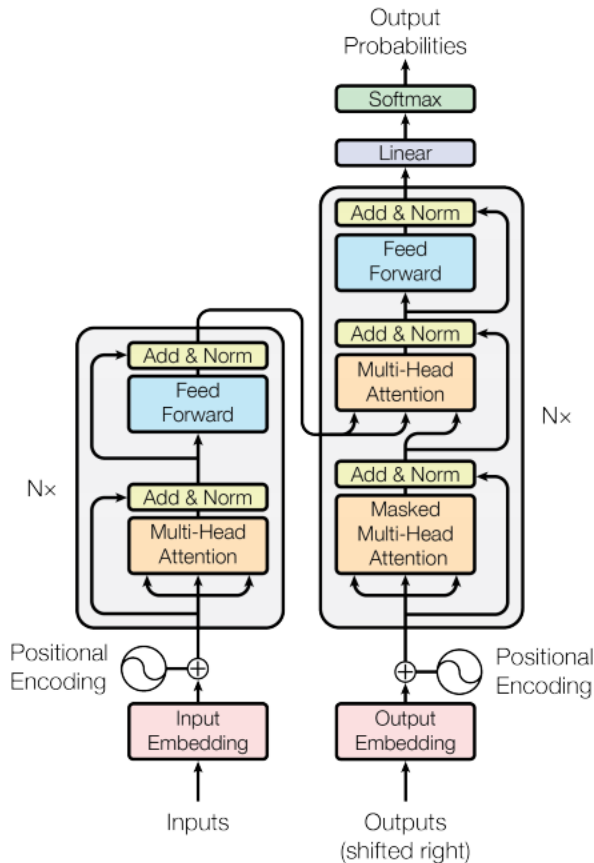 Output
Probabilities
Softmax
Linear
Add & Norm
Feed
Forward
Add & Norm
Multi-Head
Attention
Add & Norm
Masked
Multi-Head
Attention
N×
Positional
Encoding
Output
Embedding
Outputs
(shifted right)
Add & Norm
Feed
Forward
Add & Norm
Multi-Head
Attention
N×
Positional
Encoding
Input
Embedding
Inputs